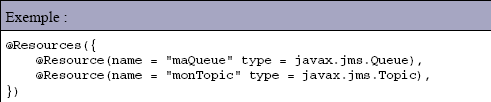 Exemple :
@Resources({
@Resource(name = "maQueue" type = javax.jms.Queue),
@Resource(name = "monTopic" type = javax.jms.Topic),
})